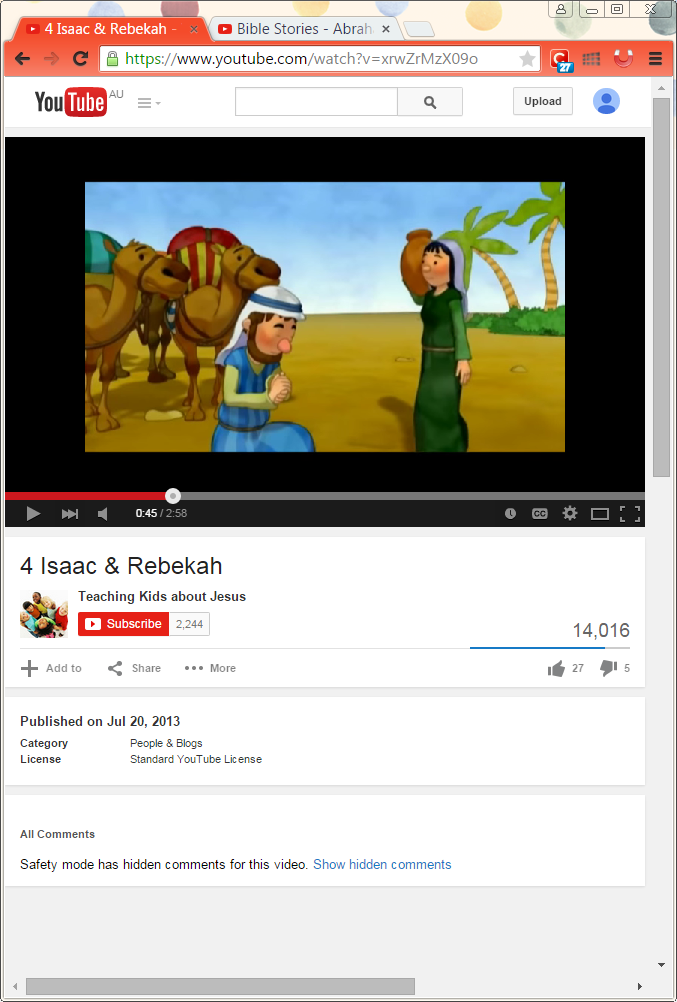 4 Isaac & Rebekah -
Bible Stories - Abrah
https://www.youtube.com/watch?v=xrwZrMzX09o
27
YouTube AU
Upload
0:45 / 2:58
CC
4 Isaac & Rebekah
Teaching Kids about Jesus
Subscribe 2,244
14,016
Add to Share More 27 5
Published on Jul 20, 2013
Category People & Blogs
License Standard YouTube License
All Comments
Safety mode has hidden comments for this video. Show hidden comments